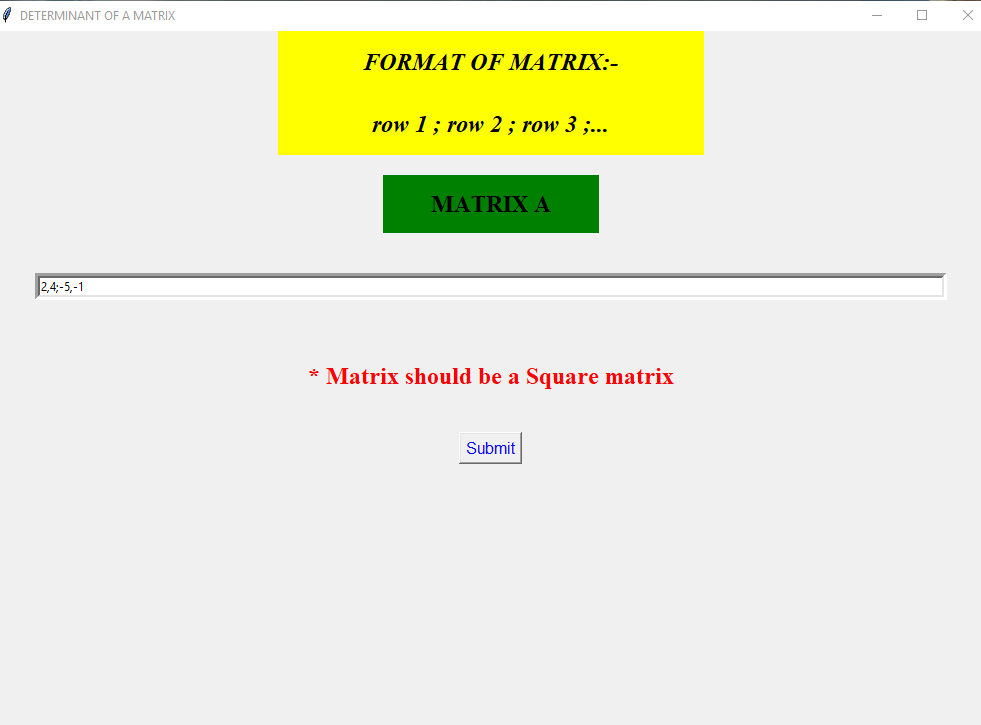 DETERMINANT OF A MATRIX
FORMAT OF MATRIX:-
row 1 ; row 2 ; row 3 ;...
MATRIX A
2,4;-5,-1
* Matrix should be a Square matrix
Submit